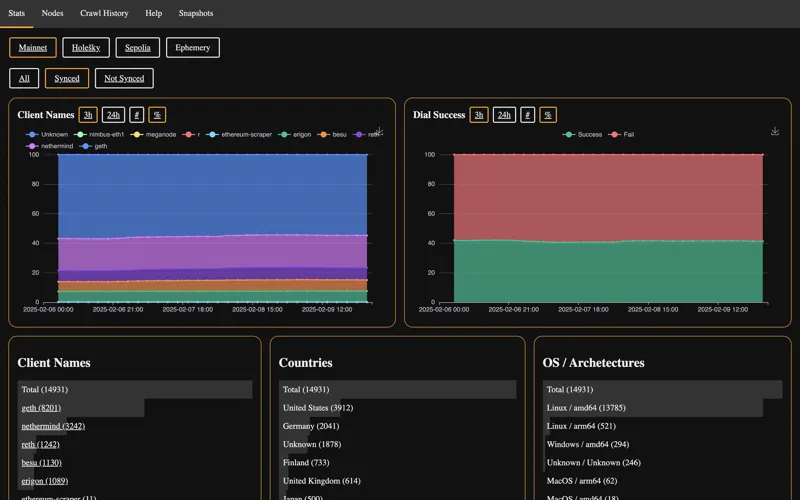 Stats Nodes Crawl History Help Snapshots
Mainnet Holešky Sepolia Ephemery
All Synced Not Synced
Client Names 3h 24h # %
Unknown nimbus-eth1 meganode r ethereum-scraper erigon besu reth
nethermind geth
100
80
60
40
20
0
2025-02-06 00:00 2025-02-06 21:00 2025-02-07 18:00 2025-02-08 15:00 2025-02-09 12:00
Dial Success 3h 24h # %
Success Fail
100
80
60
40
20
0
2025-02-06 00:00 2025-02-06 21:00 2025-02-07 18:00 2025-02-08 15:00 2025-02-09 12:00
Client Names
Total (14931)
geth (8201)
nethermind (3242)
reth (1242)
besu (1130)
erigon (1089)
ethereum-scraper (11)
Countries
Total (14931)
United States (3912)
Germany (2041)
Unknown (1878)
Finland (733)
United Kingdom (614)
Japan (500)
OS / Archetectures
Total (14931)
Linux / amd64 (13785)
Linux / arm64 (521)
Windows / amd64 (294)
Unknown / Unknown (246)
MacOS / arm64 (62)
MacOS / amd64 (18)